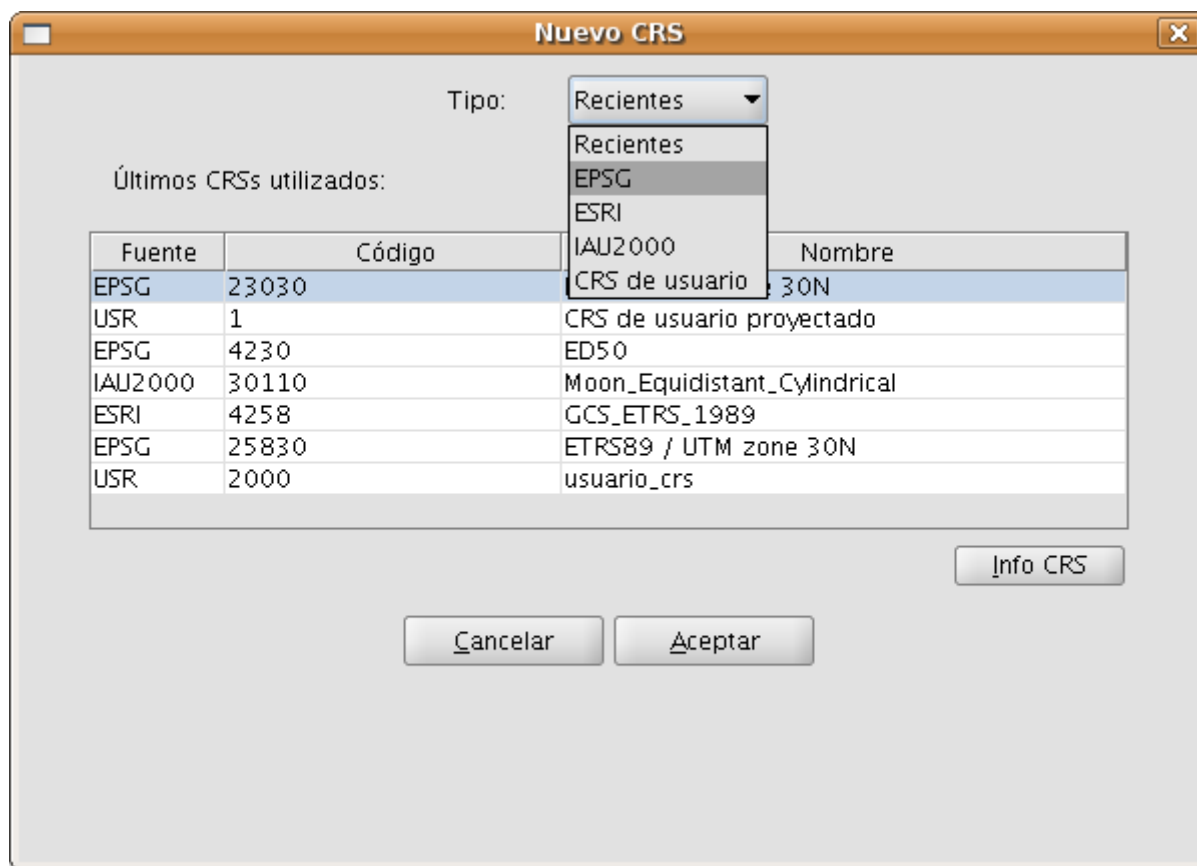 Nuevo CRS
Tipo: Recientes
Recientes
EPSG
ESRI
IAU2000
CRS de usuario
Últimos CRSs utilizados:
Fuente Código Nombre
EPSG 23030 30N
USR 1 CRS de usuario proyectado
EPSG 4230 ED50
IAU2000 30110 Moon_Equidistant_Cylindrical
ESRI 4258 GCS_ETRS_1989
EPSG 25830 ETRS89 / UTM zone 30N
USR 2000 usuario_crs
Info CRS
Cancelar Aceptar